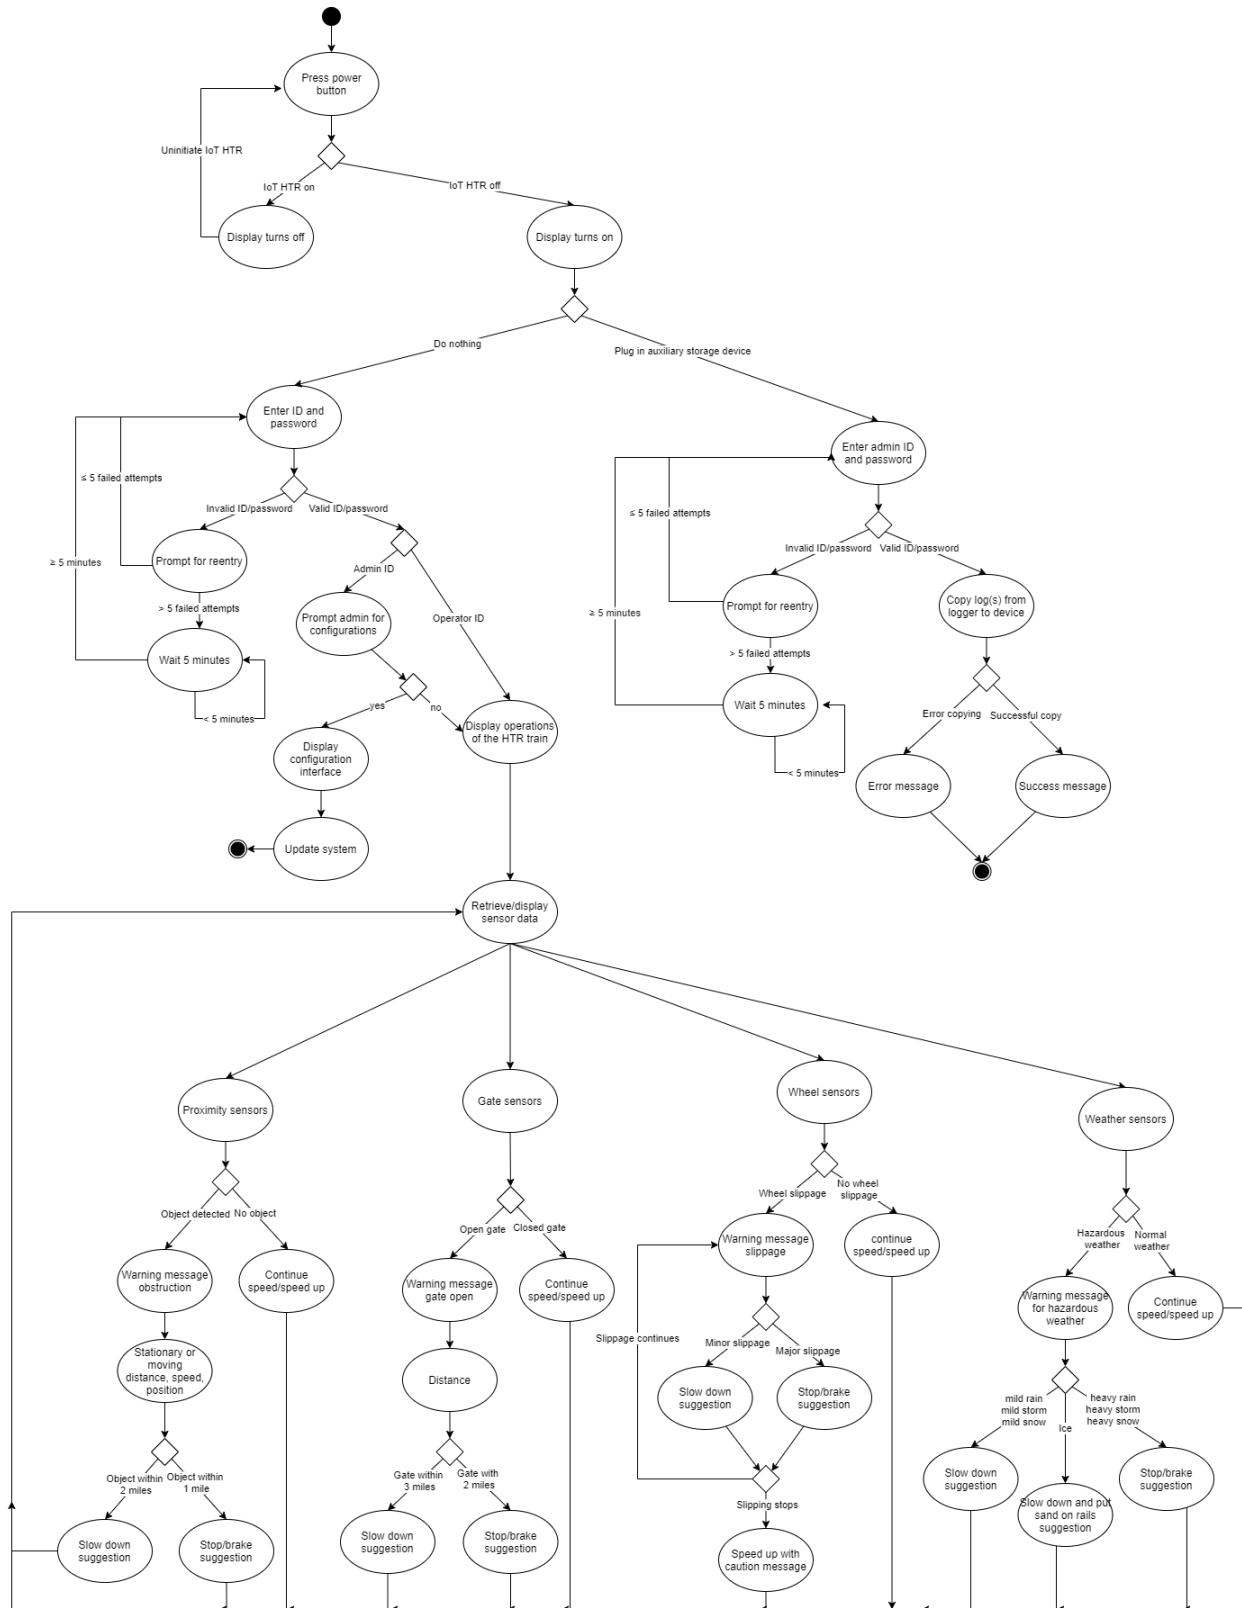 Press power
button
Uninitiate IoT HTR
IoT HTR on
IoT HTR off
Display turns off
Display turns on
Do nothing
Plug in auxiliary storage device
Enter ID and
password
Enter admin ID
and password
≤ 5 failed attempts
≤ 5 failed attempts
Invalid ID/password
Valid ID/password
Invalid ID/password
Valid ID/password
≥ 5 minutes
Prompt for reentry
Admin ID
≥ 5 minutes
Prompt for reentry
Copy log(s) from
logger to device
> 5 failed attempts
Prompt admin for
configurations
Operator ID
> 5 failed attempts
Wait 5 minutes
Wait 5 minutes
< 5 minutes
yes
no
Error copying
Successful copy
Display operations
of the HTR train
Display
configuration
interface
< 5 minutes
Error message
Success message
Update system
Retrieve/display
sensor data
Proximity sensors
Gate sensors
Wheel sensors
Weather sensors
Object detected
No object
Open gate
Closed gate
Wheel slippage
No wheel
slippage
Hazardous
weather
Normal
weather
Warning message
obstruction
Continue
speed/speed up
Warning message
gate open
Continue
speed/speed up
Warning message
slippage
continue
speed/speed up
Warning message
for hazardous
weather
Continue
speed/speed up
Slippage continues
Minor slippage
Major slippage
Stationary or
moving
distance, speed,
position
Distance
Slow down
suggestion
Stop/brake
suggestion
mild rain
mild storm
mild snow
Ice
heavy rain
heavy storm
heavy snow
Object within
2 miles
Object within
1 mile
Gate within
3 miles
Gate with
2 miles
Slow down
suggestion
Slow down and put
sand on rails
suggestion
Stop/brake
suggestion
Slipping stops
Slow down
suggestion
Stop/brake
suggestion
Slow down
suggestion
Stop/brake
suggestion
Speed up with
caution message